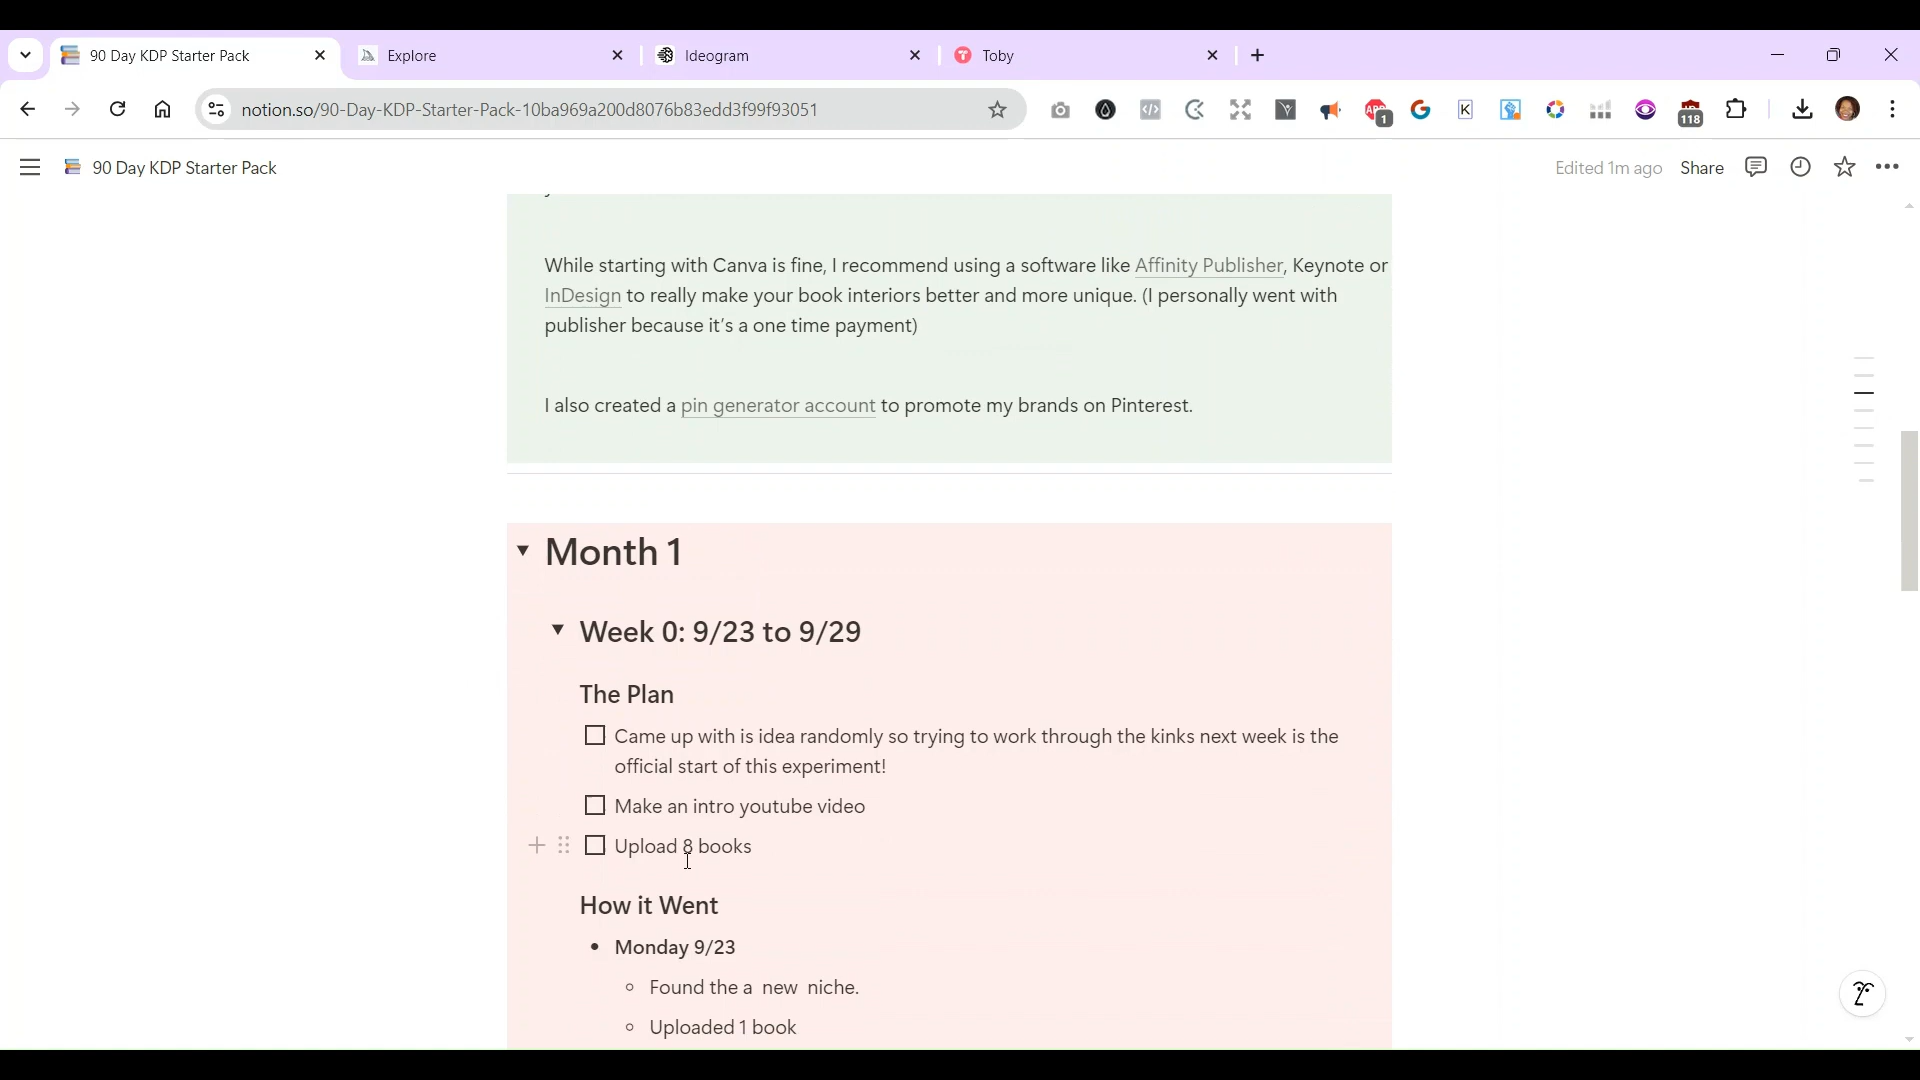 90 Day KDP Starter Pack
Explore
Ideogram
Toby
notion.so/90-Day-KDP-Starter-Pack-10ba969a200d8076b83edd3f99f93051
1
118
90 Day KDP Starter Pack
Edited 1m ago
Share
While starting with Canva is fine, I recommend using a software like Affinity Publisher, Keynote or
InDesign to really make your book interiors better and more unique. (I personally went with
publisher because it's a one time payment)
I also created a pin generator account to promote my brands on Pinterest.
Month 1
Week 0: 9/23 to 9/29
The Plan
Came up with is idea randomly so trying to work through the kinks next week is the
official start of this experiment!
Make an intro youtube video
Upload 8 books
How it Went
Monday 9/23
Found the a new niche.
Uploaded 1 book